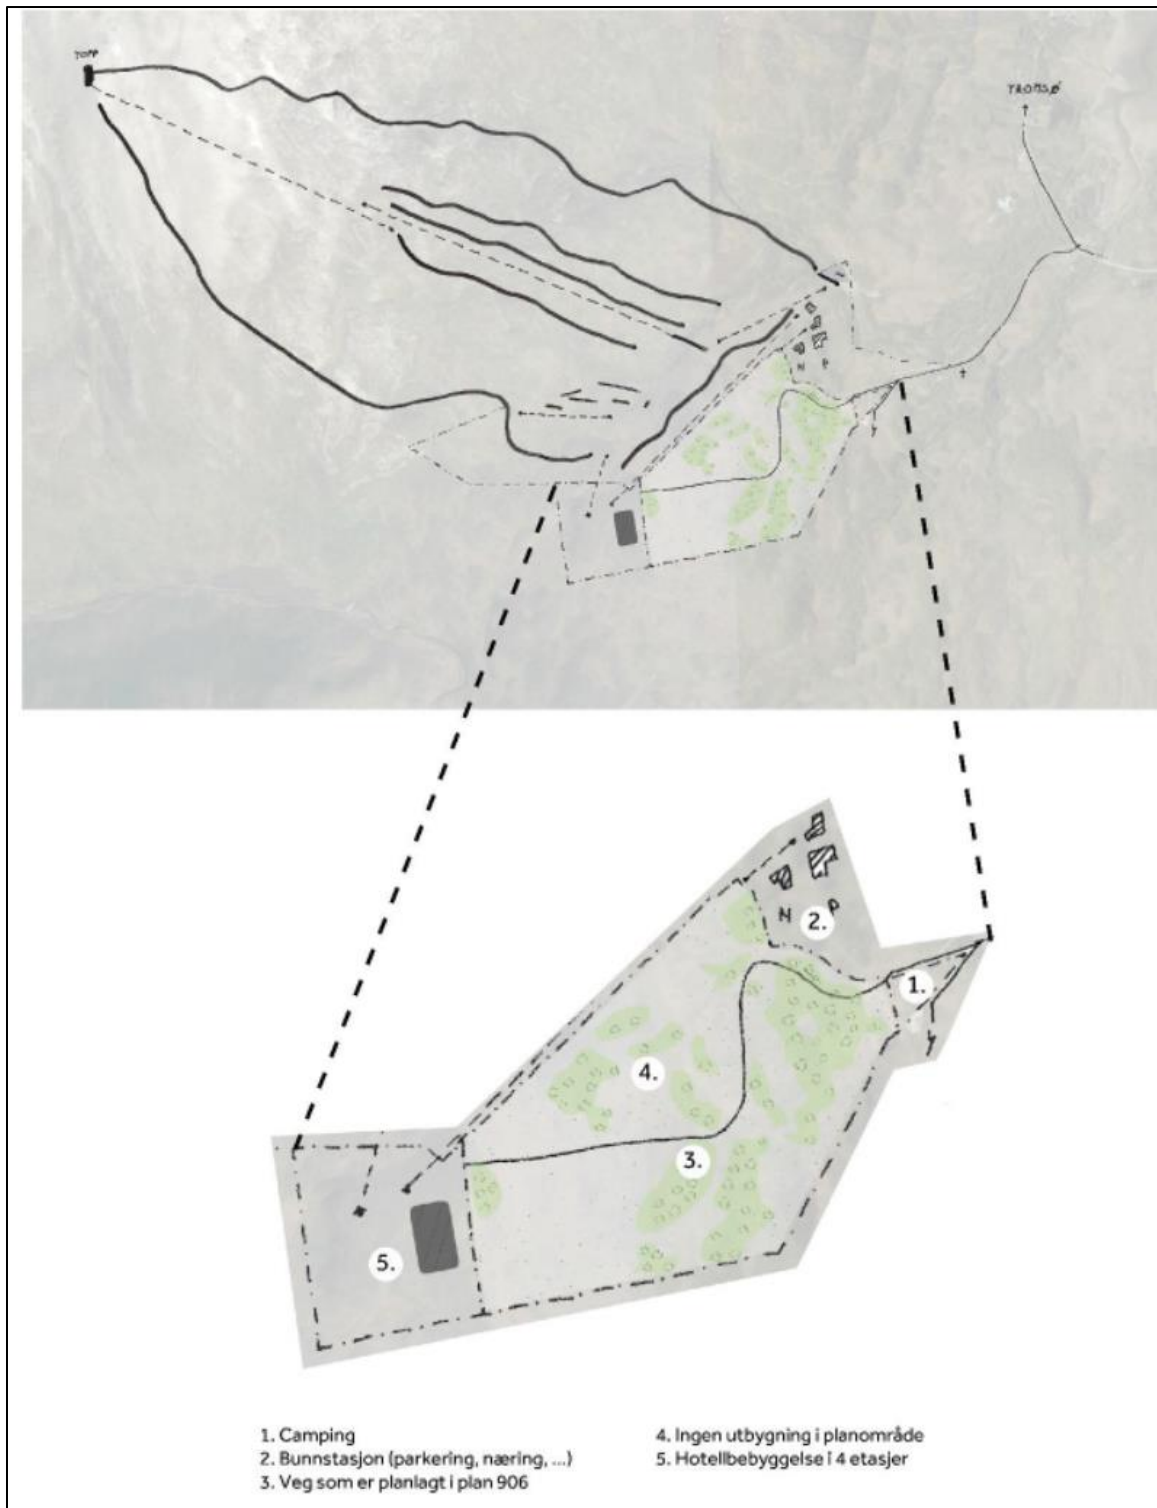 TOPP
TROMSØ
N P
N P
2.
1.
4.
3.
5.
1. Camping
2. Bunnstasjon (parkering, næring, ...)
3. Veg som er planlagt i plan 906
4. Ingen utbygning i planområde
5. Hotellbebyggelse i 4 etasjer